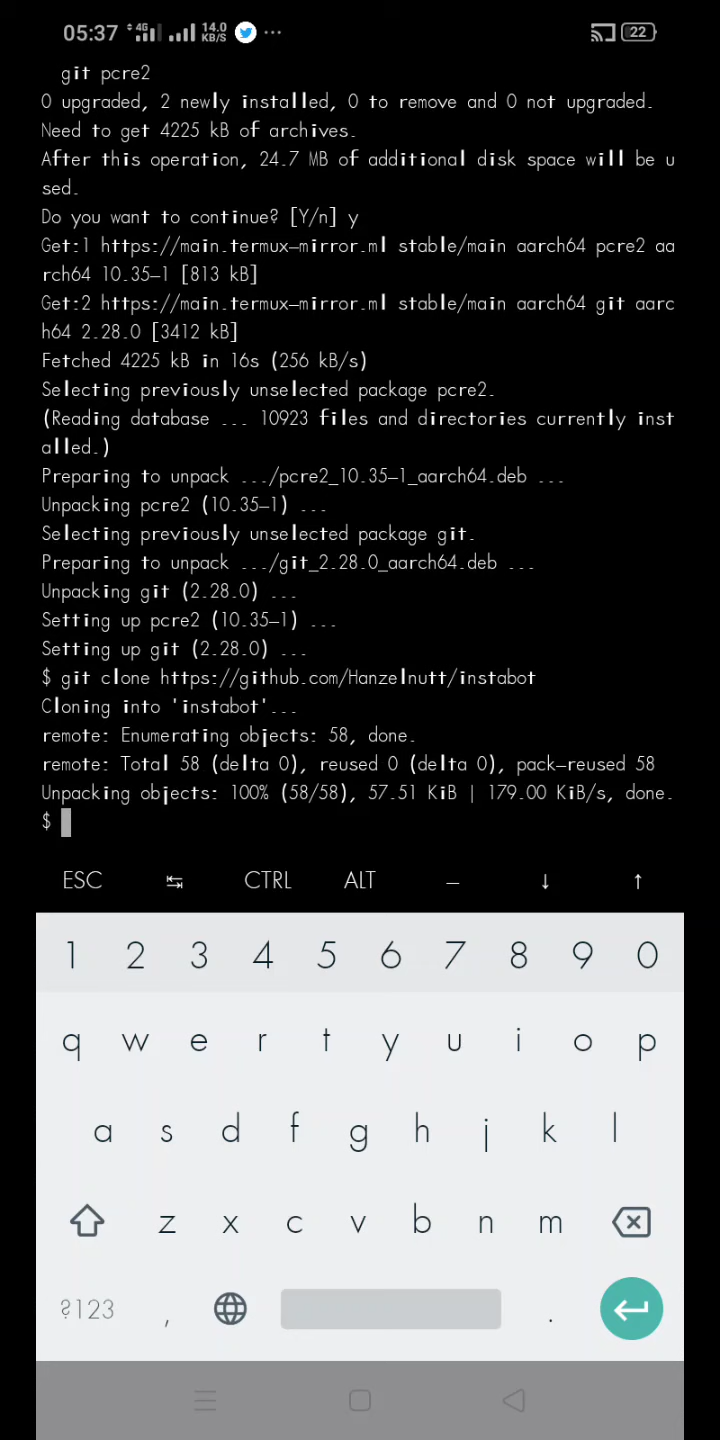 05:37 4G 14.0 KB/S ... 22
git pcre2
0 upgraded, 2 newly installed, 0 to remove and 0 not upgraded.
Need to get 4225 kB of archives.
After this operation, 24.7 MB of additional disk space will be u
sed.
Do you want to continue? [Y/n] y
Get:1 https://main.termux-mirror.ml stable/main aarch64 pcre2 aa
rch64 10.35-1 [813 kB]
Get:2 https://main.termux-mirror.ml stable/main aarch64 git aarc
h64 2.28.0 [3412 kB]
Fetched 4225 kB in 16s (256 kB/s)
Selecting previously unselected package pcre2.
(Reading database ... 10923 files and directories currently inst
alled.)
Preparing to unpack .../pcre2_10.35-1_aarch64.deb ...
Unpacking pcre2 (10.35-1) ...
Selecting previously unselected package git.
Preparing to unpack .../git_2.28.0_aarch64.deb ...
Unpacking git (2.28.0) ...
Setting up pcre2 (10.35-1) ...
Setting up git (2.28.0) ...
$ git clone https://github.com/Hanzelnutt/instabot
Cloning into 'instabot'...
remote: Enumerating objects: 58, done.
remote: Total 58 (delta 0), reused 0 (delta 0), pack-reused 58
Unpacking objects: 100% (58/58), 57.51 KiB | 179.00 KiB/s, done.
$
ESC ↹ CTRL ALT – ↓ ↑
1 2 3 4 5 6 7 8 9 0
q w e r t y u i o p
a s d f g h j k l
z x c v b n m
?123 , .